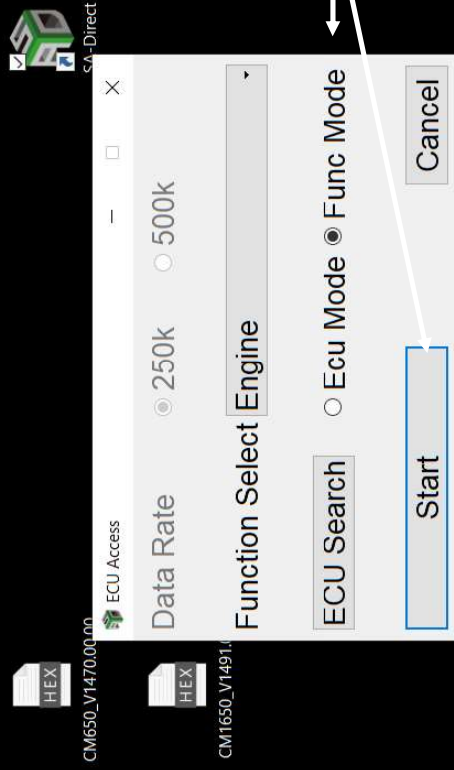 SA-Direct
HEX
CM650_V1470.00.00
HEX
CM1650_V1491.
ECU Access
Data Rate 250k 500k
Function Select Engine
ECU Search Ecu Mode Func Mode
Start Cancel